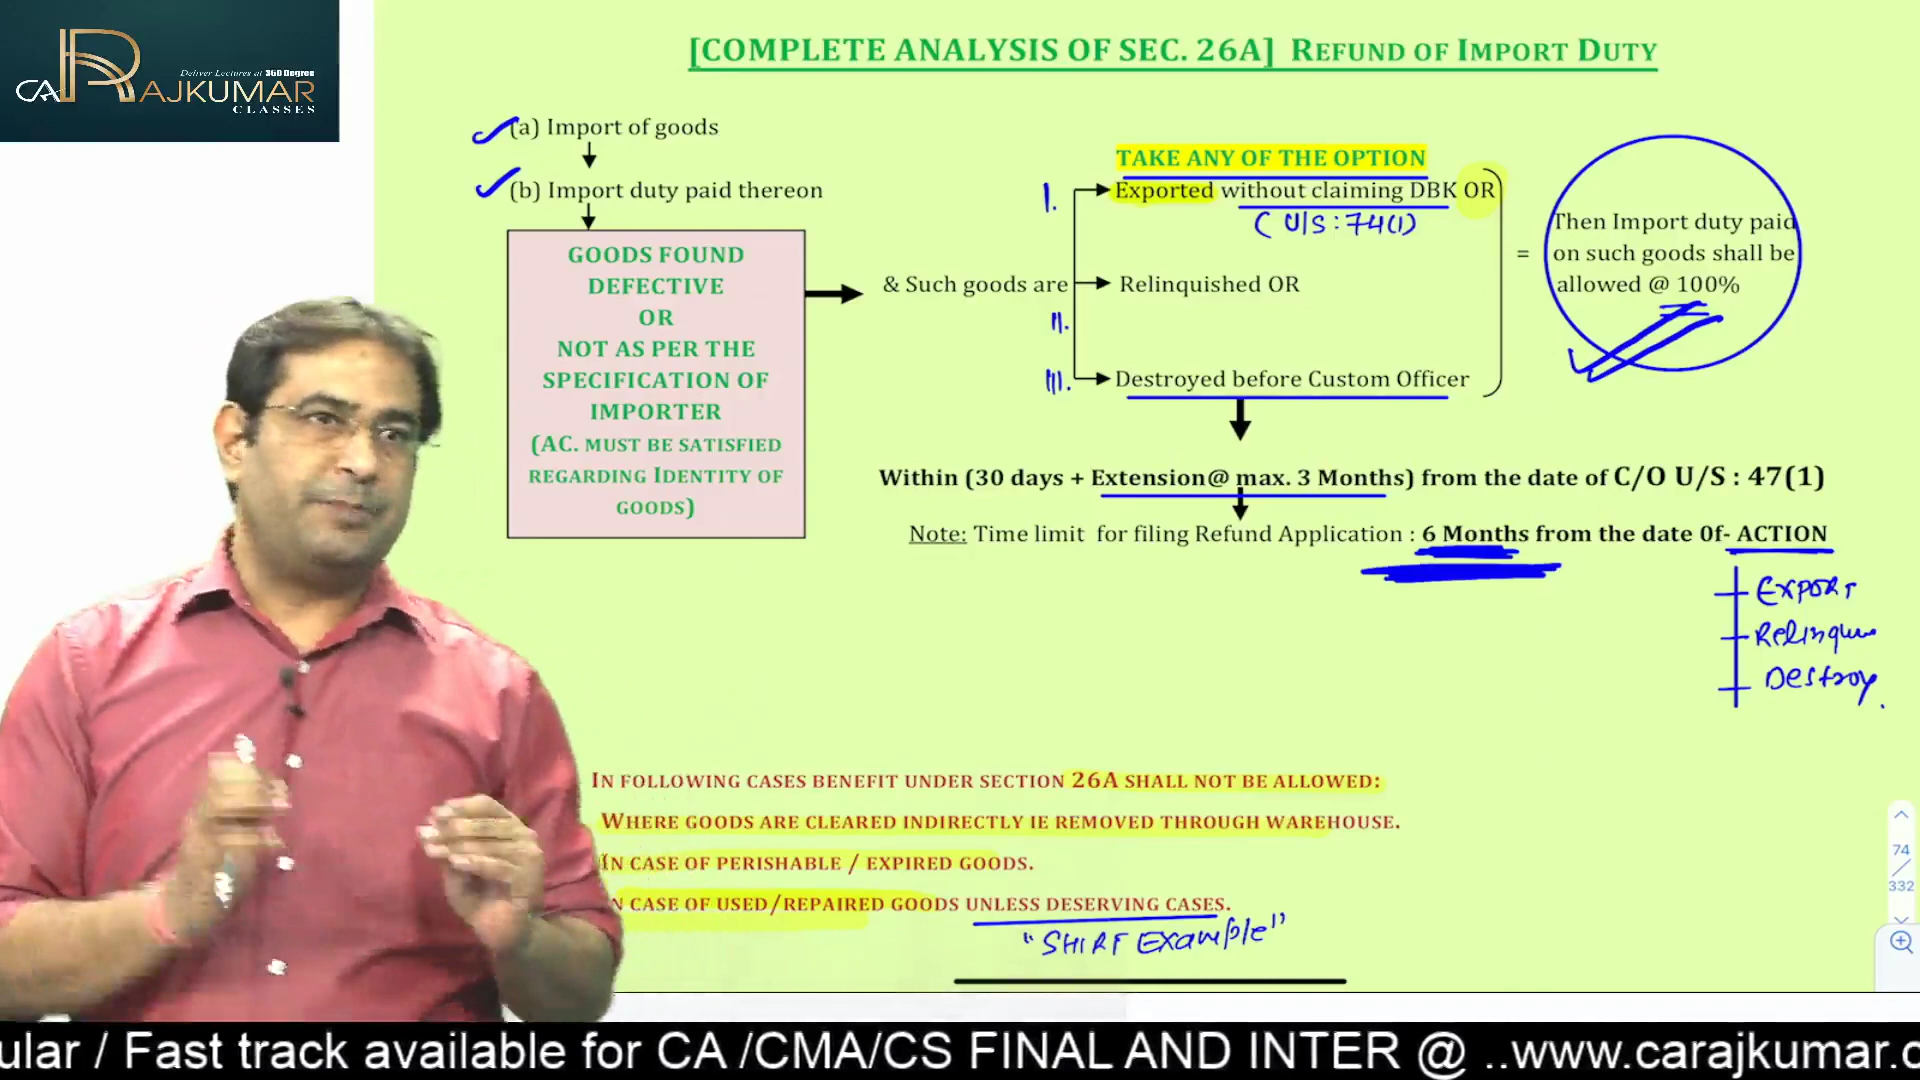 Deliver Lectures at 360 Degree
CA RAJKUMAR
CLASSES
[COMPLETE ANALYSIS OF SEC. 26A] REFUND OF IMPORT DUTY
(a) Import of goods
(b) Import duty paid thereon
GOODS FOUND
DEFECTIVE
OR
NOT AS PER THE
SPECIFICATION OF
IMPORTER
(AC. MUST BE SATISFIED
REGARDING IDENTITY OF
GOODS)
& Such goods are
TAKE ANY OF THE OPTION
I.
Exported without claiming DBK OR
( U/S : 74(1)
II.
Relinquished OR
III.
Destroyed before Custom Officer
=
Then Import duty paid
on such goods shall be
allowed @ 100%
Within (30 days + Extension@ max. 3 Months) from the date of C/O U/S : 47(1)
Note: Time limit for filing Refund Application : 6 Months from the date 0f- ACTION
EXPORT
Destroy.
IN FOLLOWING CASES BENEFIT UNDER SECTION 26A SHALL NOT BE ALLOWED:
WHERE GOODS ARE CLEARED INDIRECTLY IE REMOVED THROUGH WAREHOUSE.
IN CASE OF PERISHABLE / EXPIRED GOODS.
N CASE OF USED/REPAIRED GOODS UNLESS DESERVING CASES.
Example"
74
332
ular / Fast track available for CA /CMA/CS FINAL AND INTER @ ..www.carajkumar.c